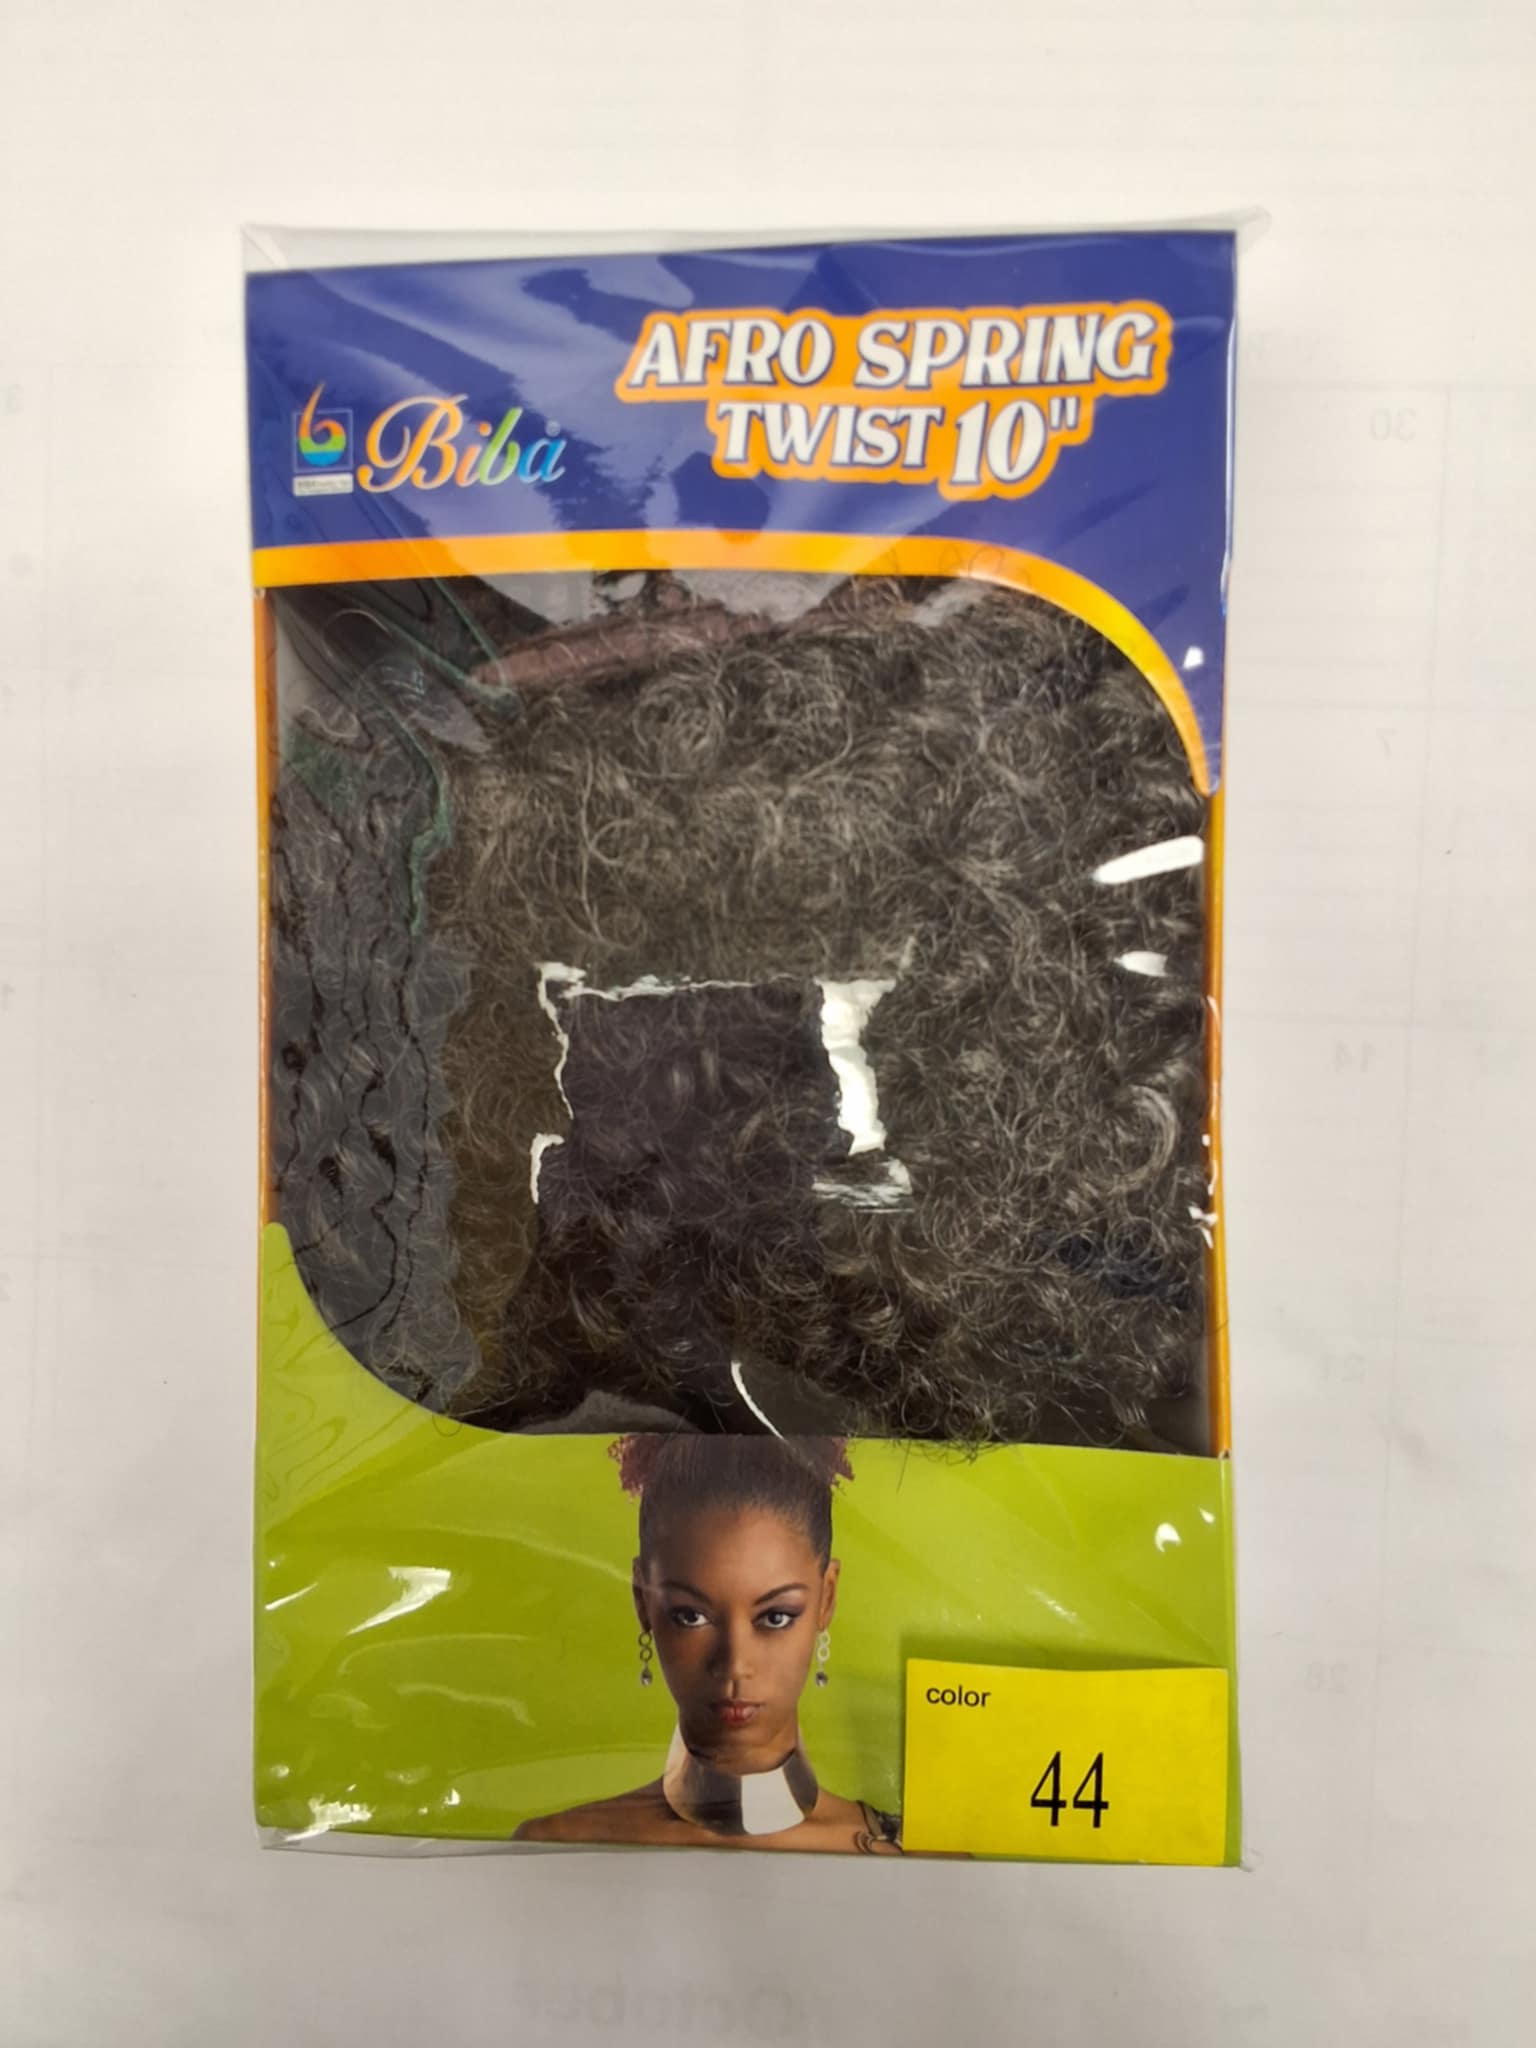 AFRO SPRING
TWIST 10"
Biba®
color
44